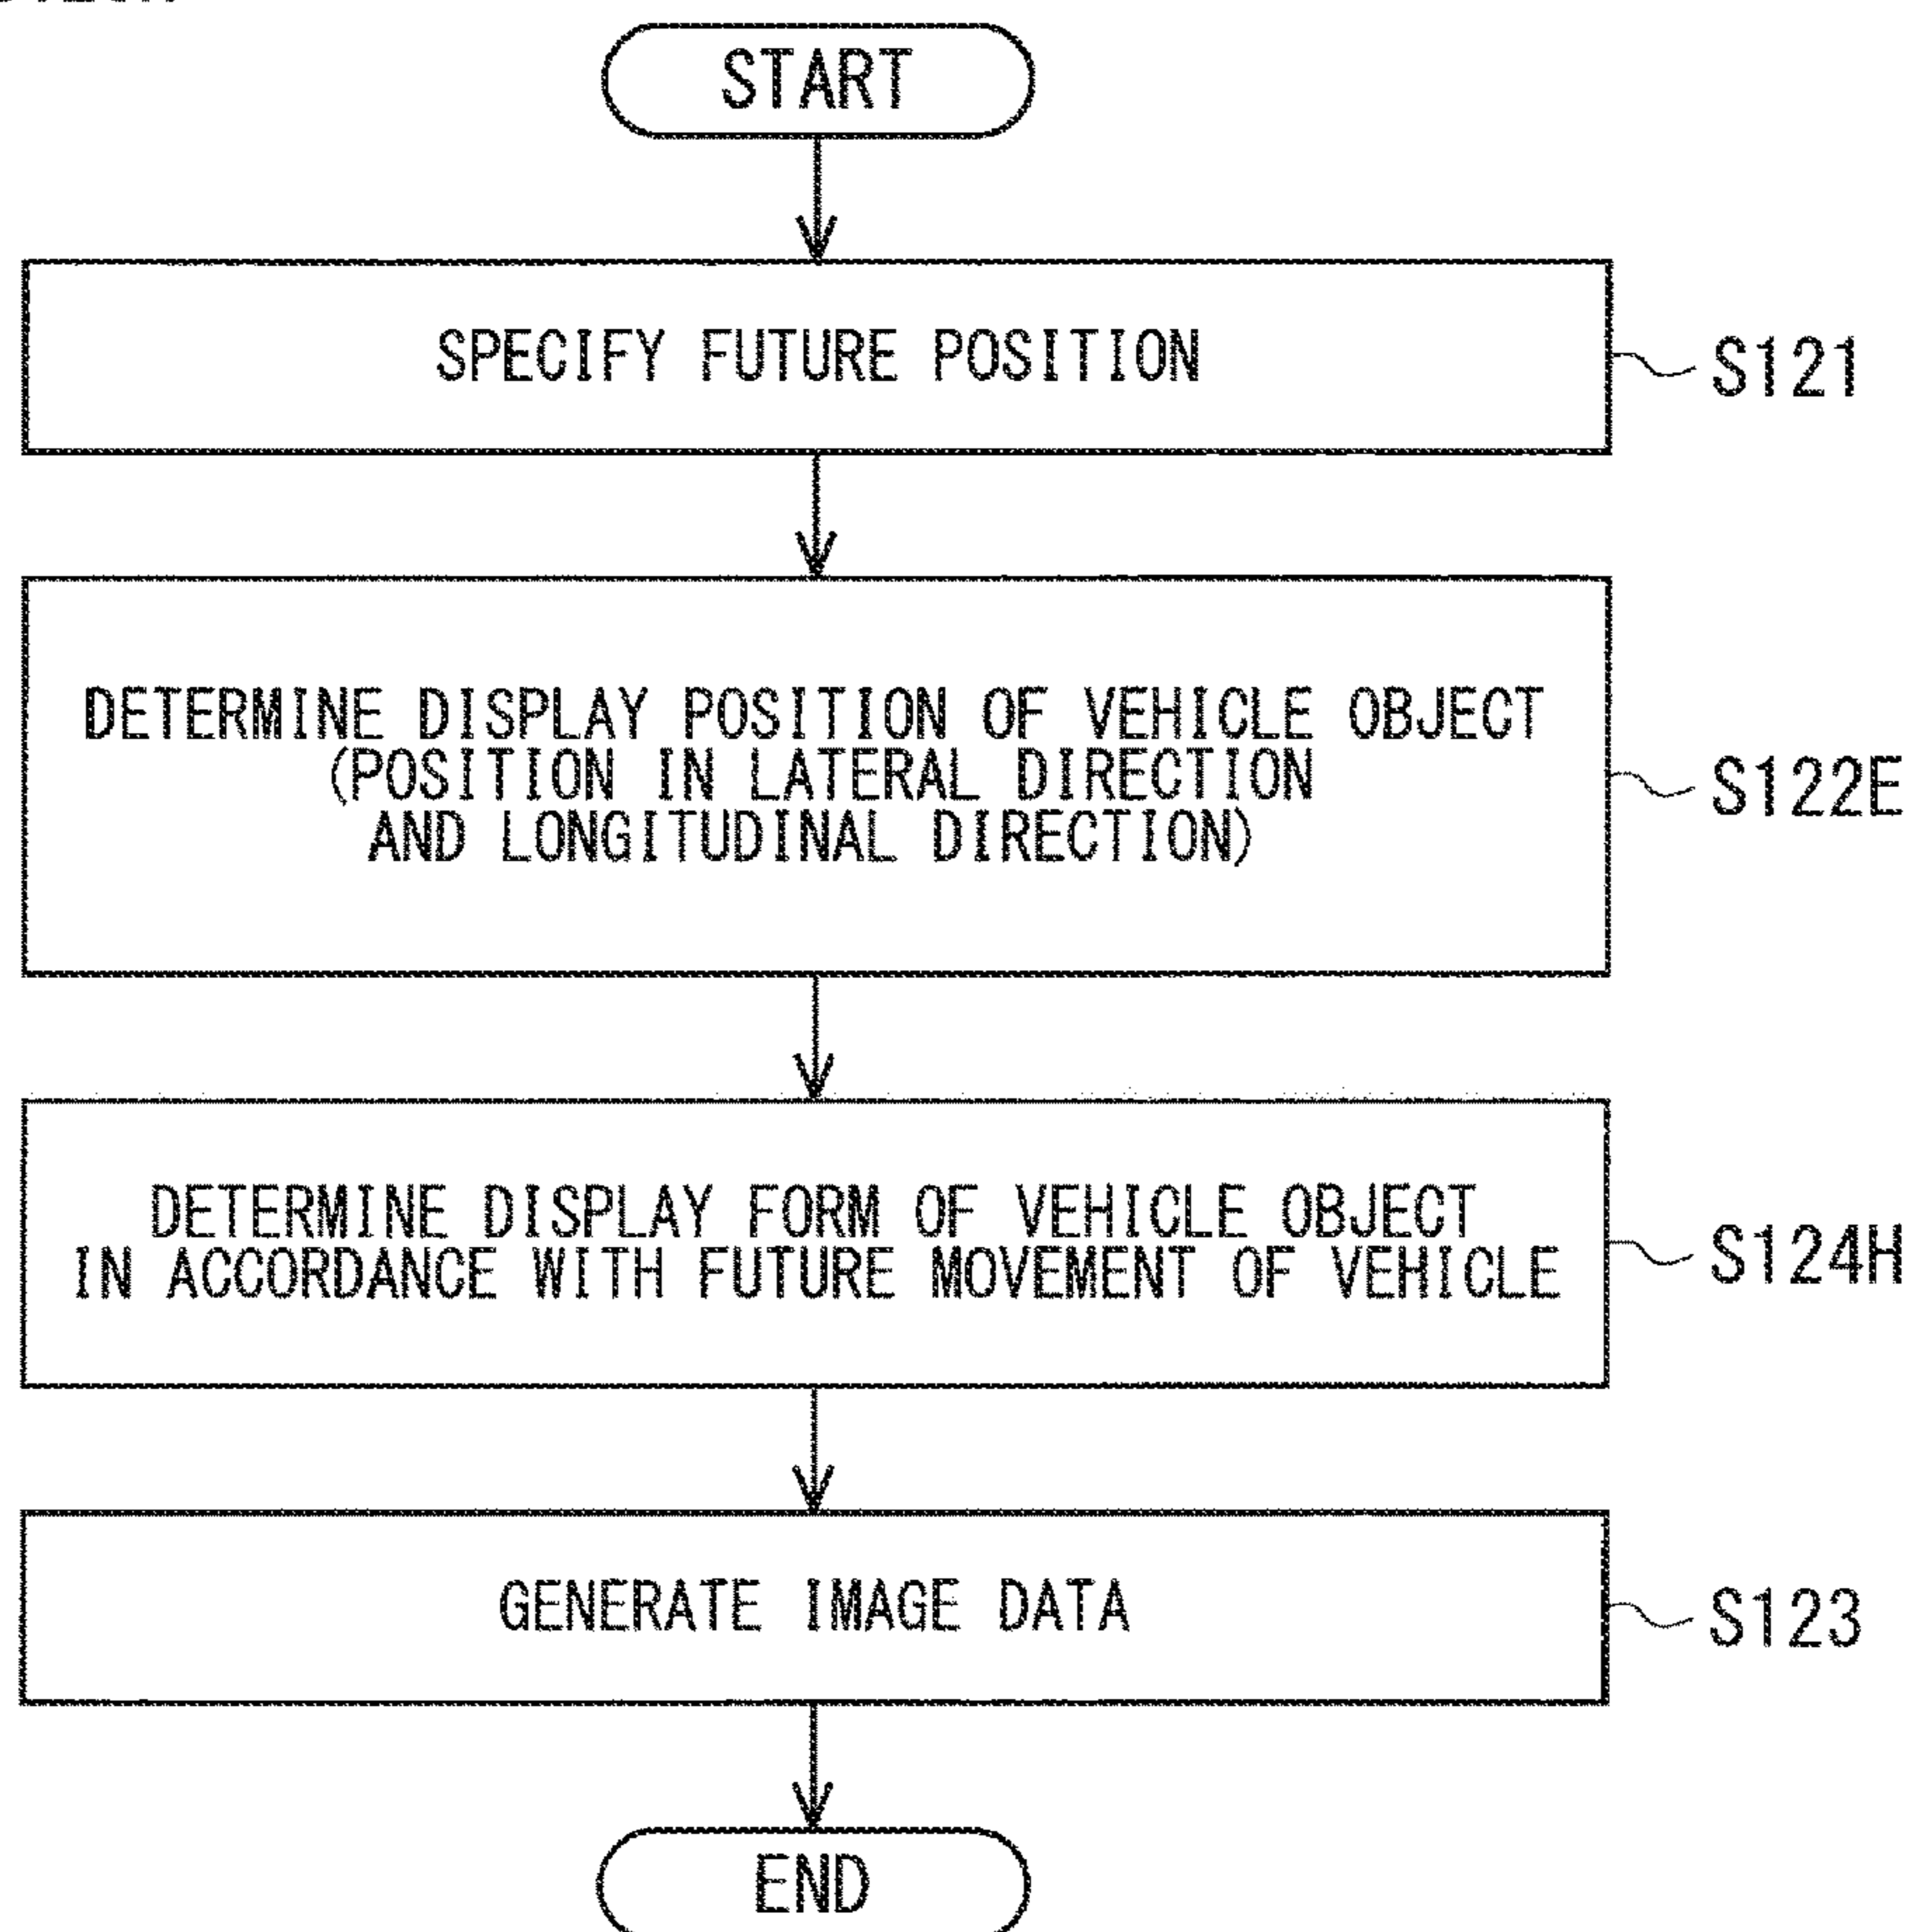 START
SPECIFY FUTURE POSITION
S121
DETERMINE DISPLAY POSITION OF VEHICLE OBJECT
(POSITION IN LATERAL DIRECTION
AND LONGITUDINAL DIRECTION)
S122E
DETERMINE DISPLAY FORM OF VEHICLE OBJECT
IN ACCORDANCE WITH FUTURE MOVEMENT OF VEHICLE
S124H
GENERATE IMAGE DATA
S123
END